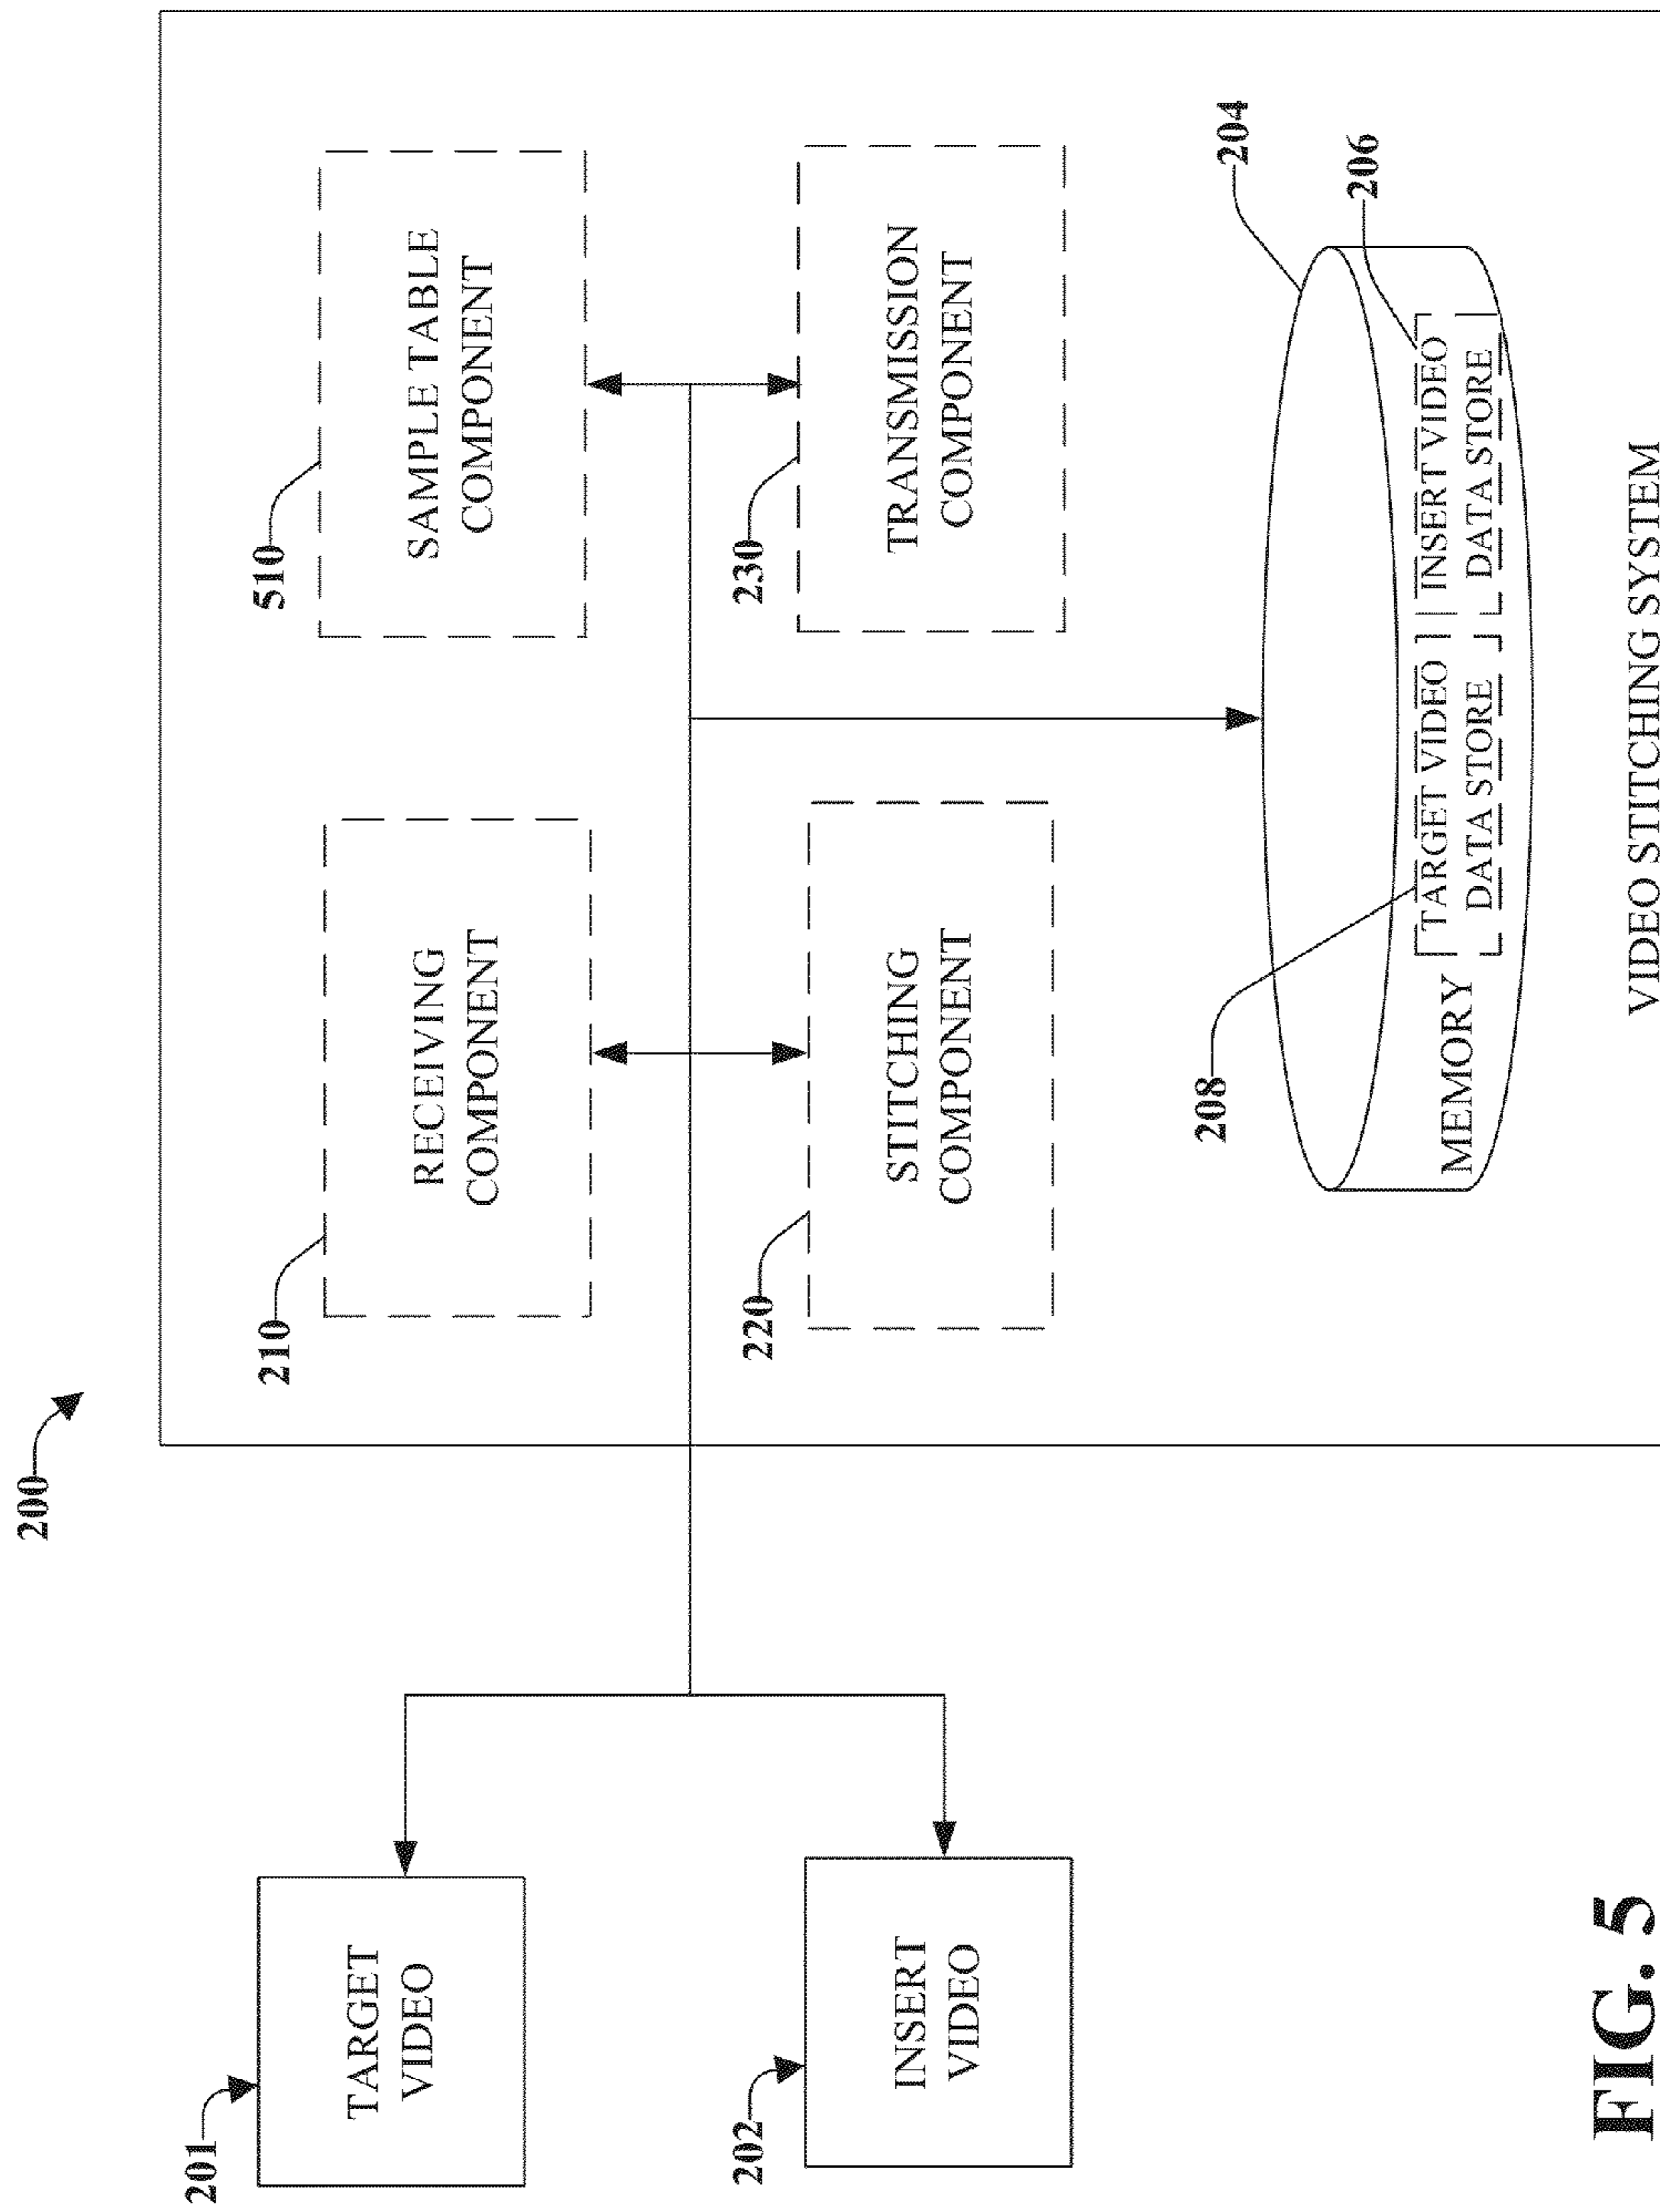 200
201
TARGET
VIDEO
202
INSERT
VIDEO
210
RECEIVING
COMPONENT
510
SAMPLE TABLE
COMPONENT
220
STITCHING
COMPONENT
230
TRANSMISSION
COMPONENT
204
208
206
MEMORY
TARGET VIDEO
DATA STORE
INSERT VIDEO
DATA STORE
VIDEO STITCHING SYSTEM
FIG. 5